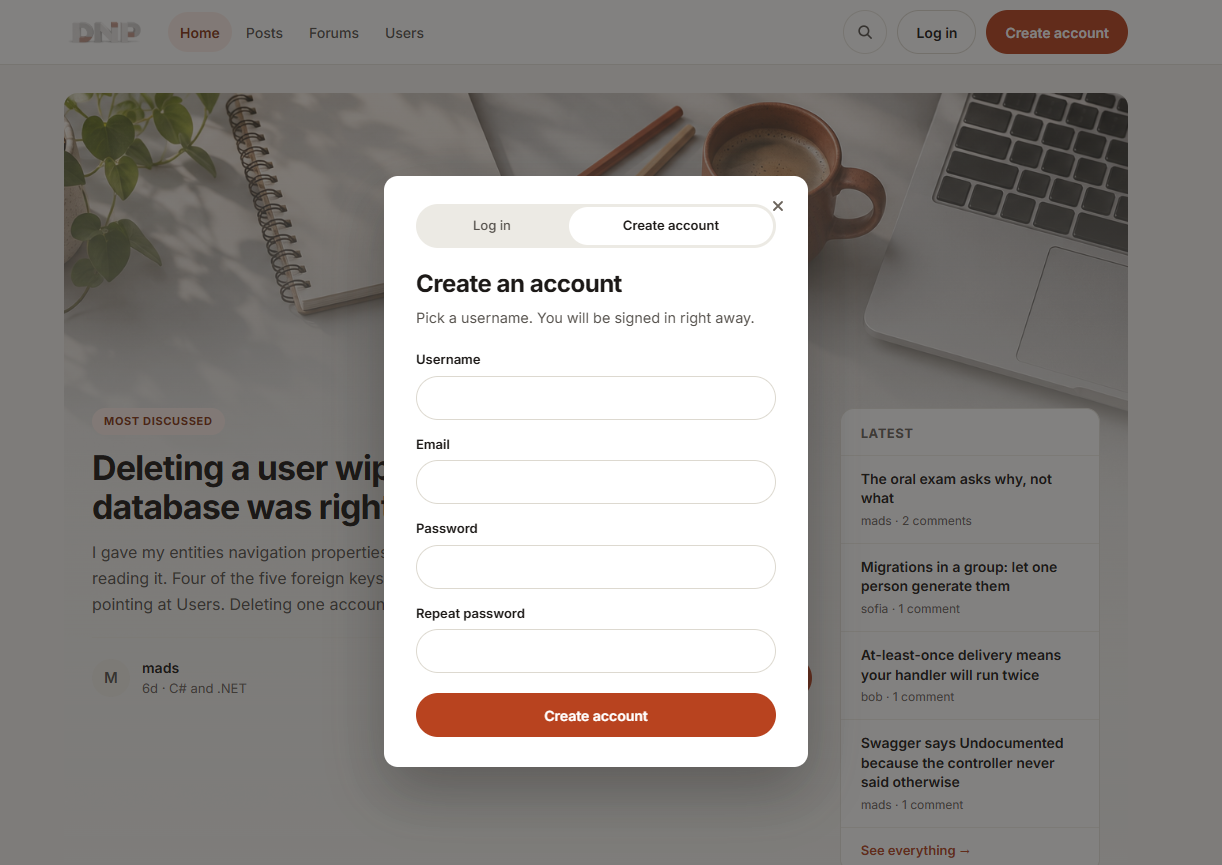 DNP
Home
Posts
Forums
Users
Log in
Create account
Log in
Create account
Create an account
Pick a username. You will be signed in right away.
Username
Email
Password
Repeat password
Create account
MOST DISCUSSED
Deleting a user
database was
I gave my entities navigation properties
reading it. Four of the five foreign keys
pointing at Users. Deleting one
M
mads
6d · C# and .NET
LATEST
The oral exam asks why, not
what
mads · 2 comments
Migrations in a group: let one
person generate them
sofia · 1 comment
At-least-once delivery means
your handler will run twice
bob · 1 comment
Swagger says Undocumented
because the controller never
said otherwise
mads · 1 comment
See everything →